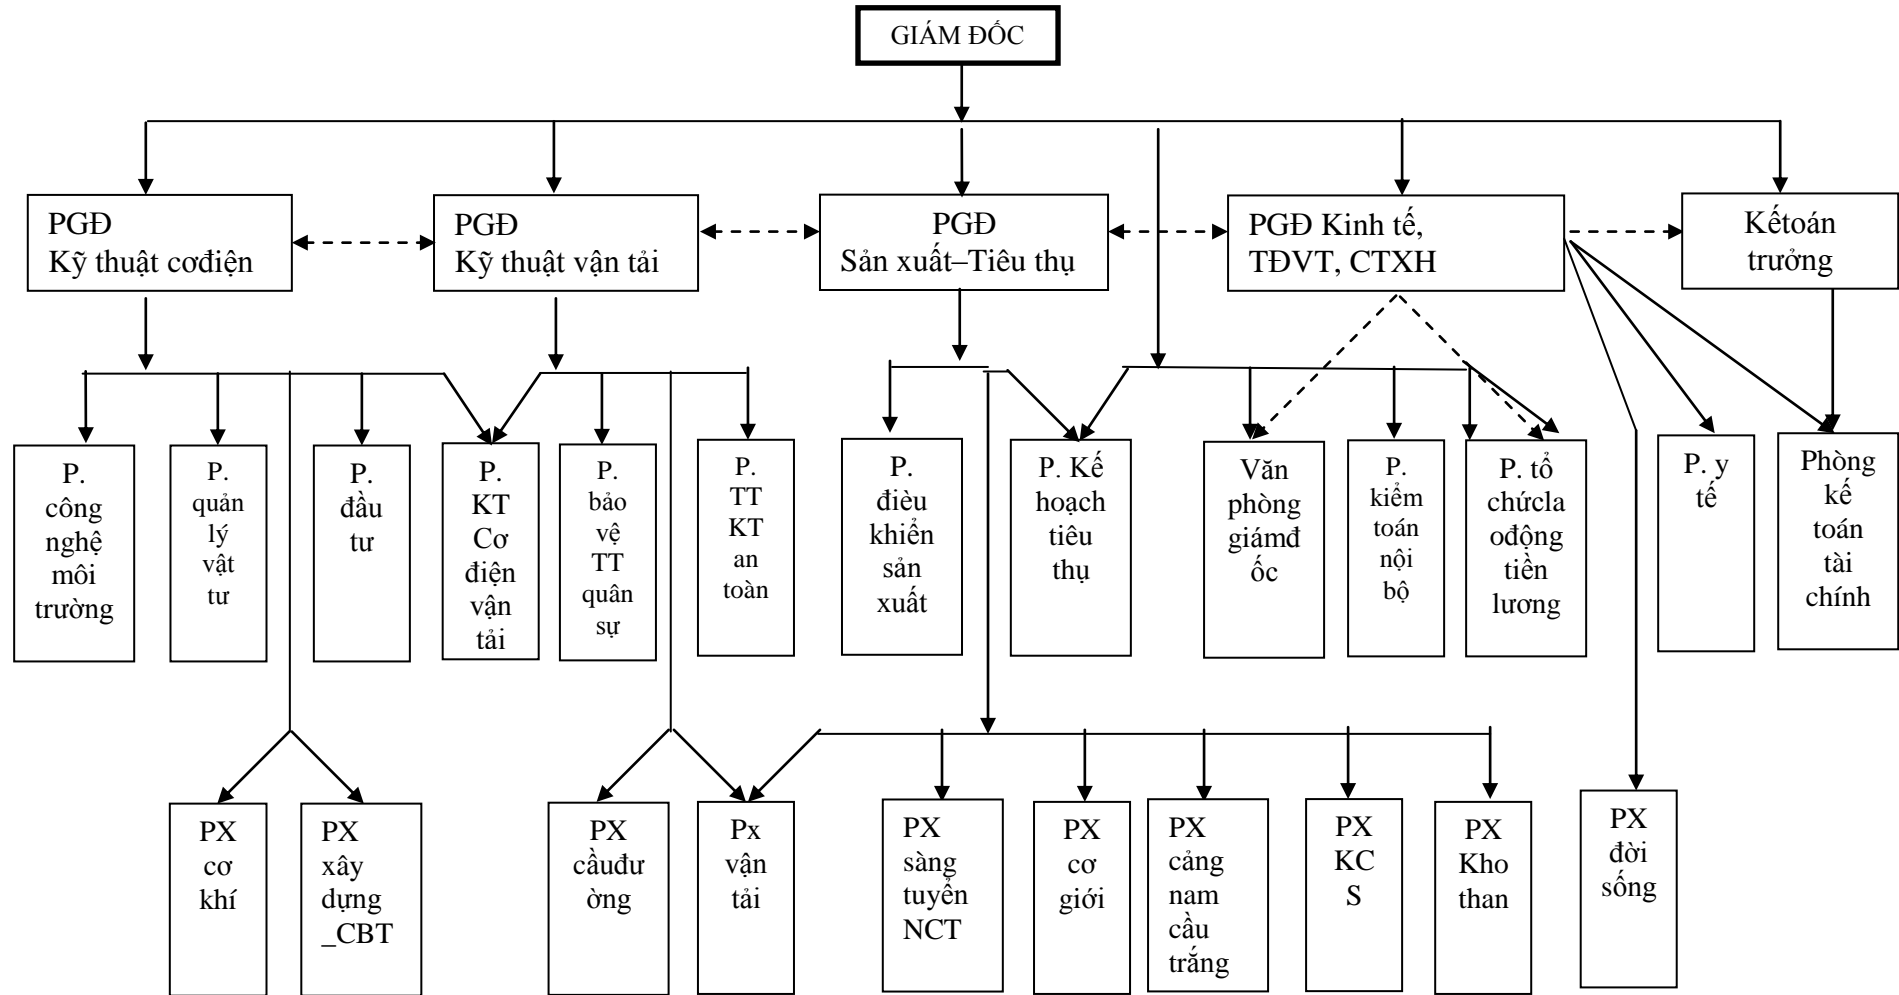 GIÁM ĐỐC
PGĐ
Kỹ thuật cơđiện
PGĐ
Kỹ thuật vận tải
PGĐ
Sản xuất–Tiêu thụ
PGĐ Kinh tế,
TĐVT, CTXH
Kếtoán
trưởng
P.
công
nghệ
môi
trường
P.
quản
lý
vật
tư
P.
đầu
tư
P.
KT
Cơ
điện
vận
tải
P.
bảo
vệ
TT
quân
sự
P.
TT
KT
an
toàn
P.
đièu
khiển
sản
xuất
P. Kế
hoạch
tiêu
thụ
Văn
phòng
giámđ
ốc
P.
kiểm
toán
nội
bộ
P. tổ
chứcla
ođộng
tiền
lương
P. y
tế
Phòng
kế
toán
tài
chính
PX
cơ
khí
PX
xây
dựng
_CBT
PX
cầuđư
ờng
Px
vận
tải
PX
sàng
tuyển
NCT
PX
cơ
giới
PX
cảng
nam
cầu
trắng
PX
KC
S
PX
Kho
than
PX
đời
sống